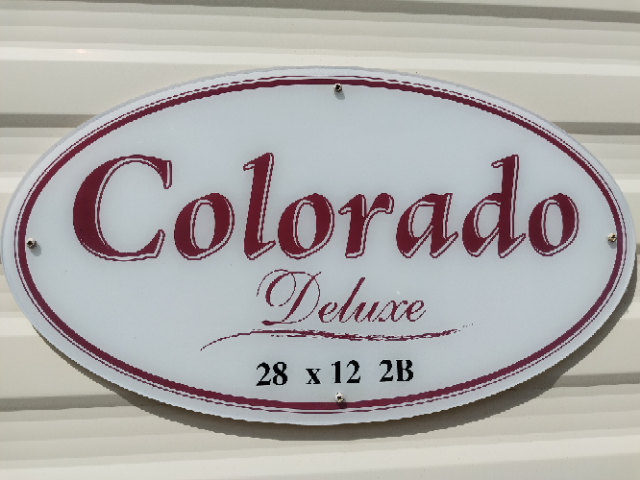 Colorado
Deluxe
28 x 12 2B